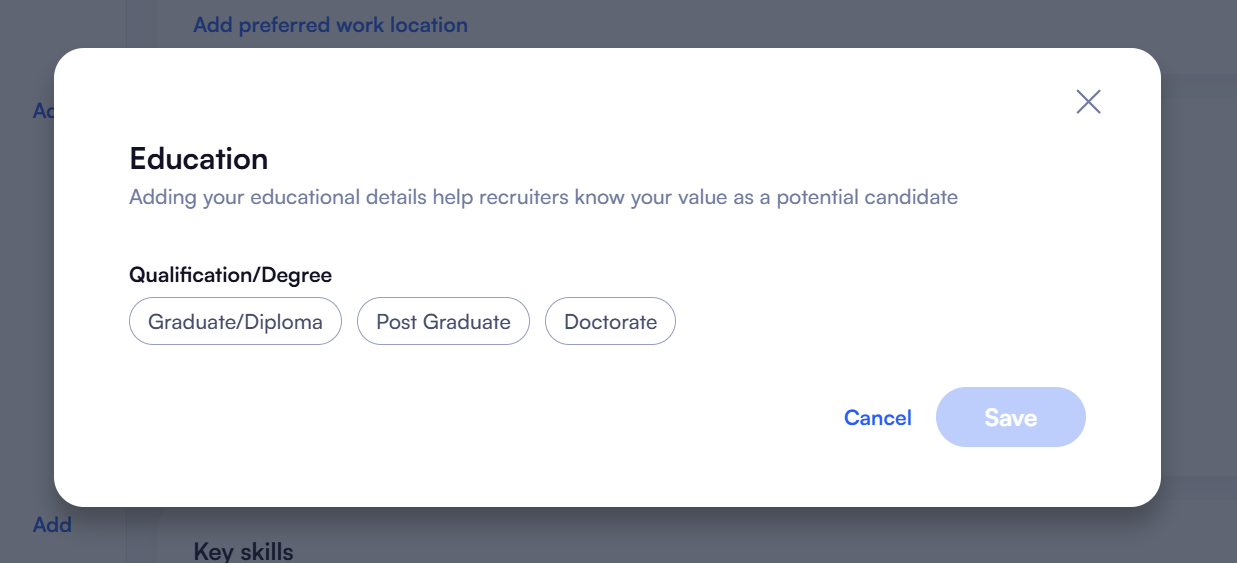 Add preferred work location
Education
Adding your educational details help recruiters know your value as a potential candidate
Qualification/Degree
Graduate/Diploma Post Graduate Doctorate
Cancel Save
Add
Key skills